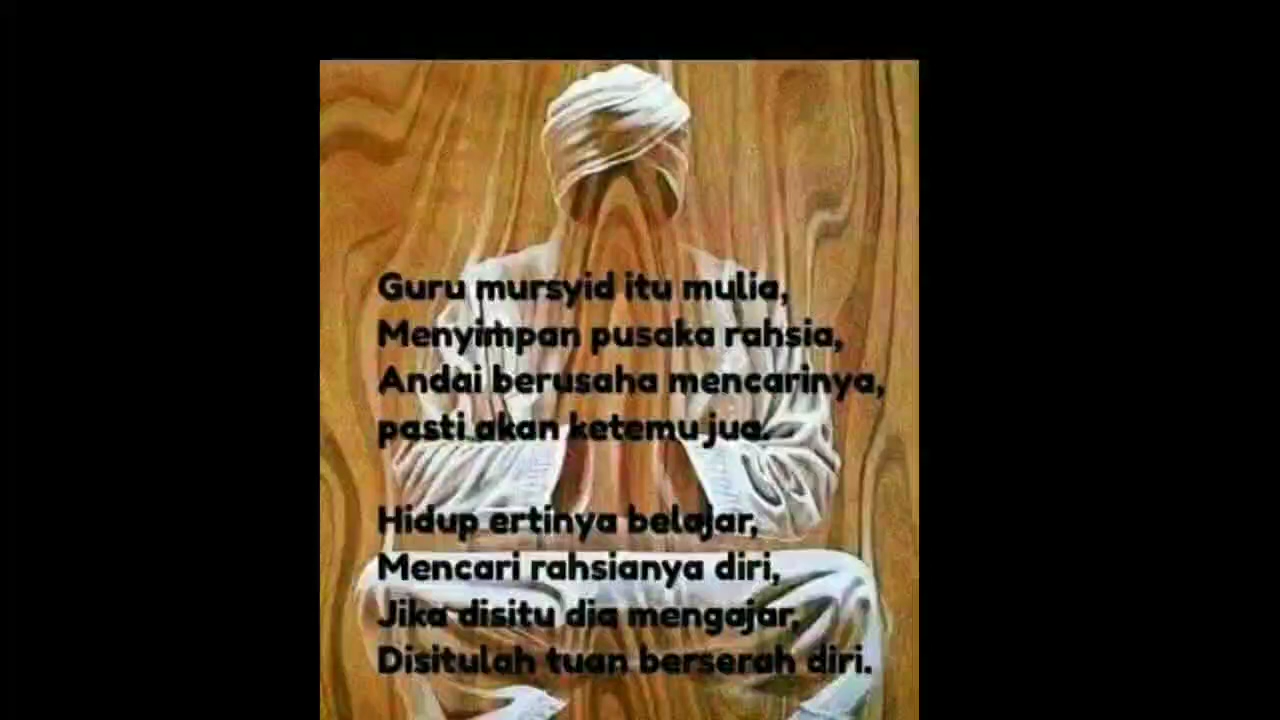 Guru mursyid itu mulia,
Menyimpan pusaka rahsia,
Andai berusaha mencarinya,
pasti akan ketemu jua.
Hidup ertinya belajar,
Mencari rahsianya diri,
Jika disitu dia mengajar,
Disitulah tuan berserah diri.